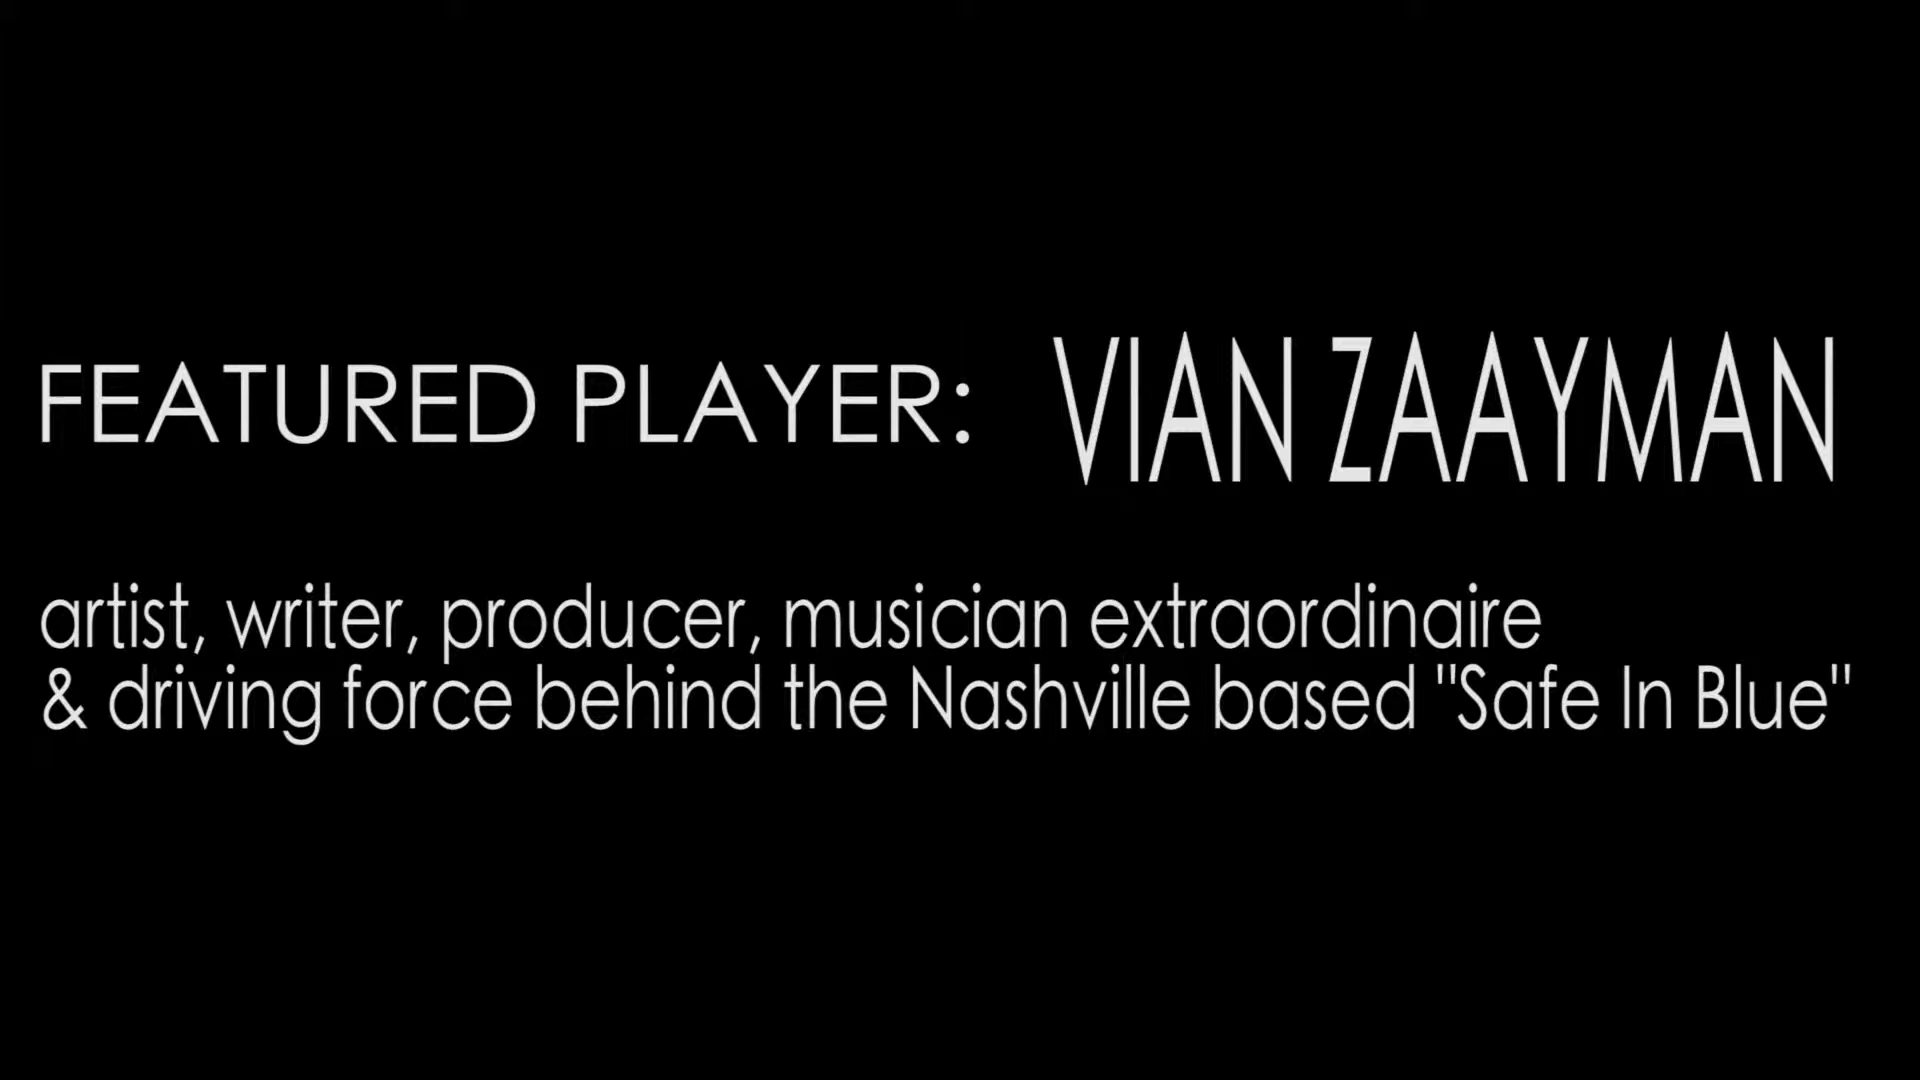 FEATURED PLAYER: VIAN ZAAYMAN
artist, writer, producer, musician extraordinaire
& driving force behind the Nashville based "Safe In Blue"